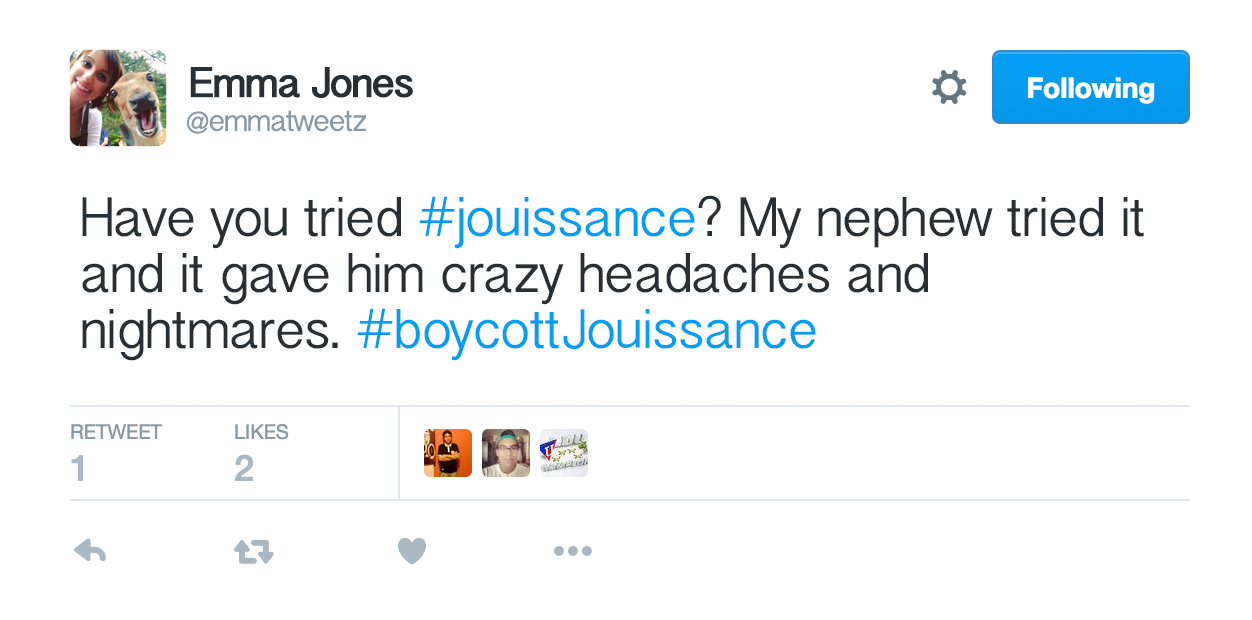 Emma Jones
@emmatweetz
Following
Have you tried #jouissance? My nephew tried it
and it gave him crazy headaches and
nightmares. #boycottJouissance
RETWEET
1
LIKES
2